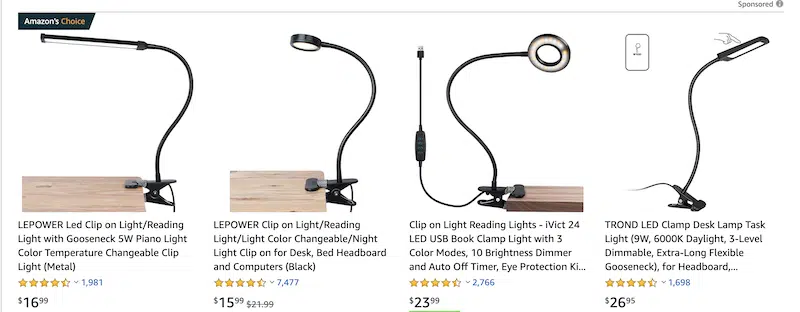 Sponsored
Amazon's Choice
LEPOWER Led Clip on Light/Reading
Light with Gooseneck 5W Piano Light
Color Temperature Changeable Clip
Light (Metal)
1,981
$16 99
LEPOWER Clip on Light/Reading
Light/Light Color Changeable/Night
Light Clip on for Desk, Bed Headboard
and Computers (Black)
7,477
$15 99 $21.99
Clip on Light Reading Lights - iVict 24
LED USB Book Clamp Light with 3
Color Modes, 10 Brightness Dimmer
and Auto Off Timer, Eye Protection Ki...
2,766
$23 99
TROND LED Clamp Desk Lamp Task
Light (9W, 6000K Daylight, 3-Level
Dimmable, Extra-Long Flexible
Gooseneck), for Headboard,...
1,698
$26 95